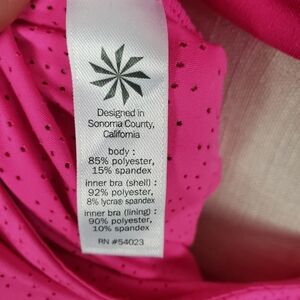 Designed in
Sonoma County,
California
body :
85% polyester,
15% spandex
inner bra (shell) :
92% polyester,
8% lycra® spandex
inner bra (lining) :
90% polyester,
10% spandex
RN #54023